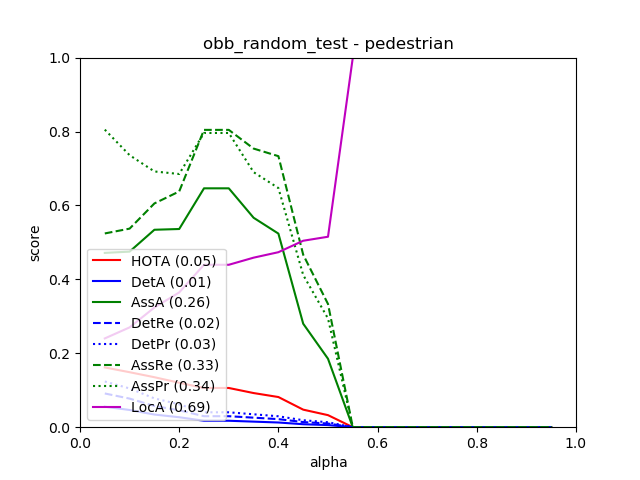 obb_random_test - pedestrian
1.0
0.8
0.6
0.4
0.2
0.0
score
HOTA (0.05)
DetA (0.01)
AssA (0.26)
DetRe (0.02)
DetPr (0.03)
AssRe (0.33)
AssPr (0.34)
LocA (0.69)
0.0 0.2 0.4 0.6 0.8 1.0
alpha